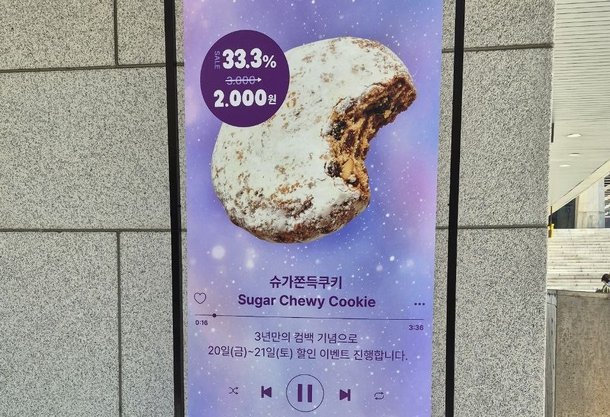 SALE
33.3%
3.000→
2.000원
슈가쫀득쿠키
Sugar Chewy Cookie
0:16
3:36
3년만의 컴백 기념으로
20일(금)~21일(토) 할인 이벤트 진행합니다.